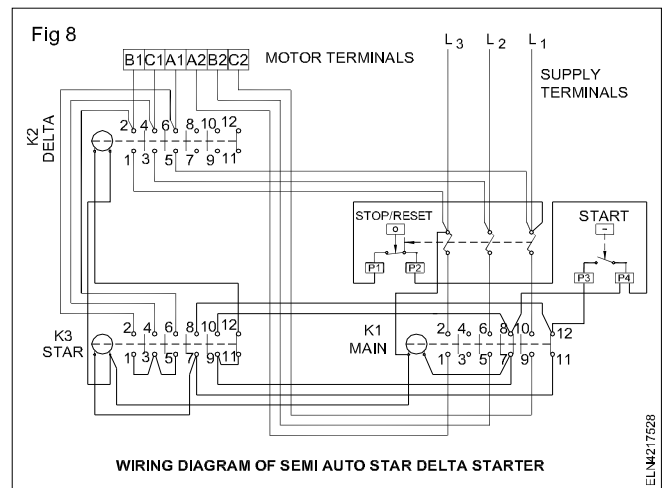 Fig 8
B1 C1 A1 A2 B2 C2
MOTOR TERMINALS
L3 L2 L1
SUPPLY
TERMINALS
K2
DELTA
2 4 6 8 10 12
1 3 5 7 9 11
STOP/RESET
o
P1 P2
START
-
P3 P4
K3
STAR
2 4 6 8 10 12
1 3 5 7 9 11
K1
MAIN
2 4 6 8 10 12
1 3 5 7 9 11
WIRING DIAGRAM OF SEMI AUTO STAR DELTA STARTER
ELN4217528